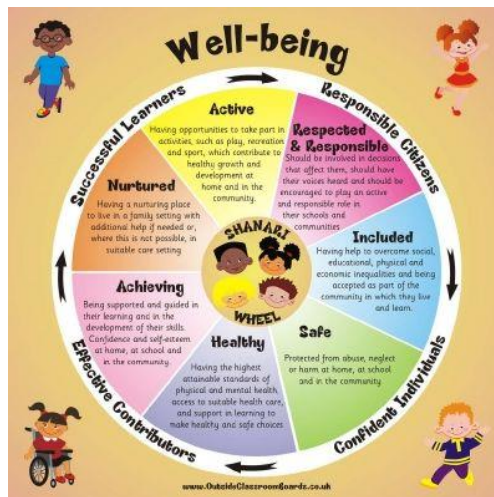 Well-being
Successful Learners
Responsible Citizens
Active
Having opportunities to take part in
activities, such as play, recreation
and sport, which contribute to
healthy growth and
development at
home and in the
community.
Respected
& Responsible
Should be involved in decisions
that affect them, should have
their voices heard and should be
encouraged to play an active
and responsible role in
their schools and
communities
Nurtured
Having a nurturing place
to live in a family setting with
additional help if needed or,
where this is not possible, in
suitable care setting
SHANARI
WHEEL
Included
Having help to overcome social,
educational, physical and
economic inequalities and being
accepted as part of the
community in which they live
and learn.
Achieving
Being supported and guided in
their learning and in the
development of their skills.
Confidence and self-esteem
at home, at school and
in the community.
Healthy
Having the highest
attainable standards of
physical and mental health,
access to suitable health care,
and support in learning to
make healthy and safe choices
Safe
Protected from abuse, neglect
or harm at home, at school
and in the community
Effective Contributors
Confident Individuals
www.OutsideClassroomBoards.co.uk